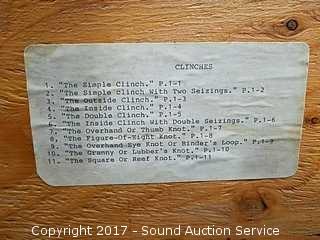 CLINCHES
1. "The Simple Clinch." P.1-1
2. "The Simple Clinch With Two Seizings." P.1-2
3. "The Outside Clinch." P.1-3
4. "The Inside Clinch." P.1-4
5. "The Double Clinch." P.1-5
6. "The Inside Clinch With Double Seizings." P.1-6
7. "The Overhand Or Thumb Knot." P.1-7
8. "The Figure-Of-Eight Knot." P.1-8
9. "The Overhand Eye Knot Or Binder's Loop." P.1-9
10. "The Granny Or Lubber's Knot." P.1-10
11. "The Square Or Reef Knot." P.1-11
Copyright 2017 - DoYouBuy.com